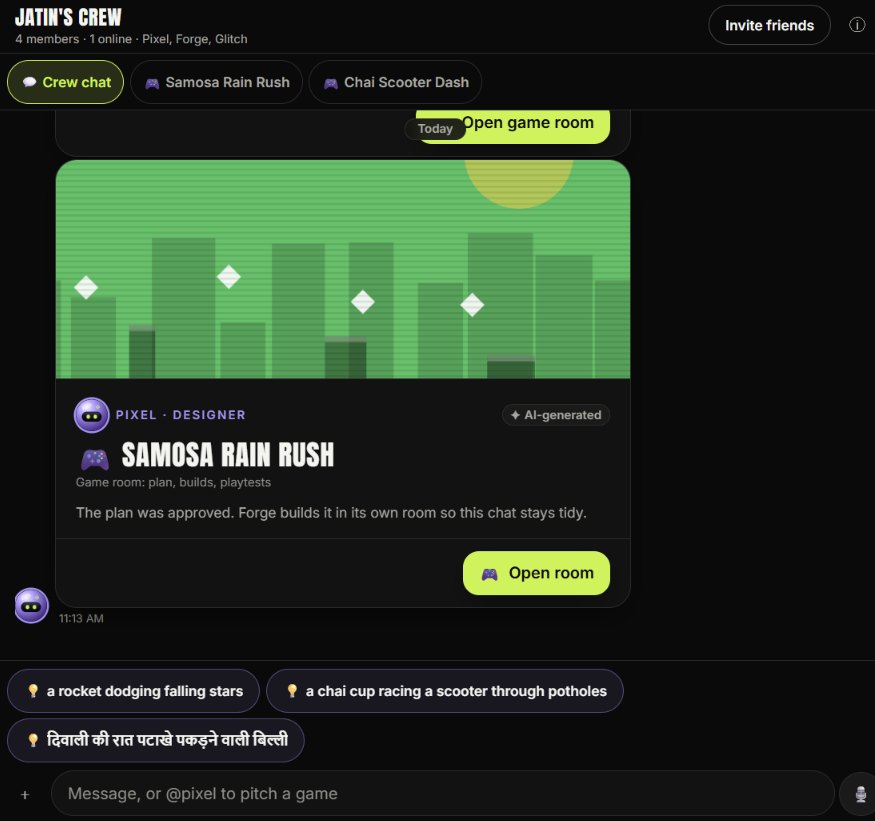 JATIN'S CREW
4 members · 1 online · Pixel, Forge, Glitch
Invite friends
Crew chat
Samosa Rain Rush
Chai Scooter Dash
Today
Open game room
PIXEL · DESIGNER
AI-generated
SAMOSA RAIN RUSH
Game room: plan, builds, playtests
The plan was approved. Forge builds it in its own room so this chat stays tidy.
Open room
11:13 AM
a rocket dodging falling stars
a chai cup racing a scooter through potholes
दिवाली की रात पटाखे पकड़ने वाली बिल्ली
Message, or @pixel to pitch a game